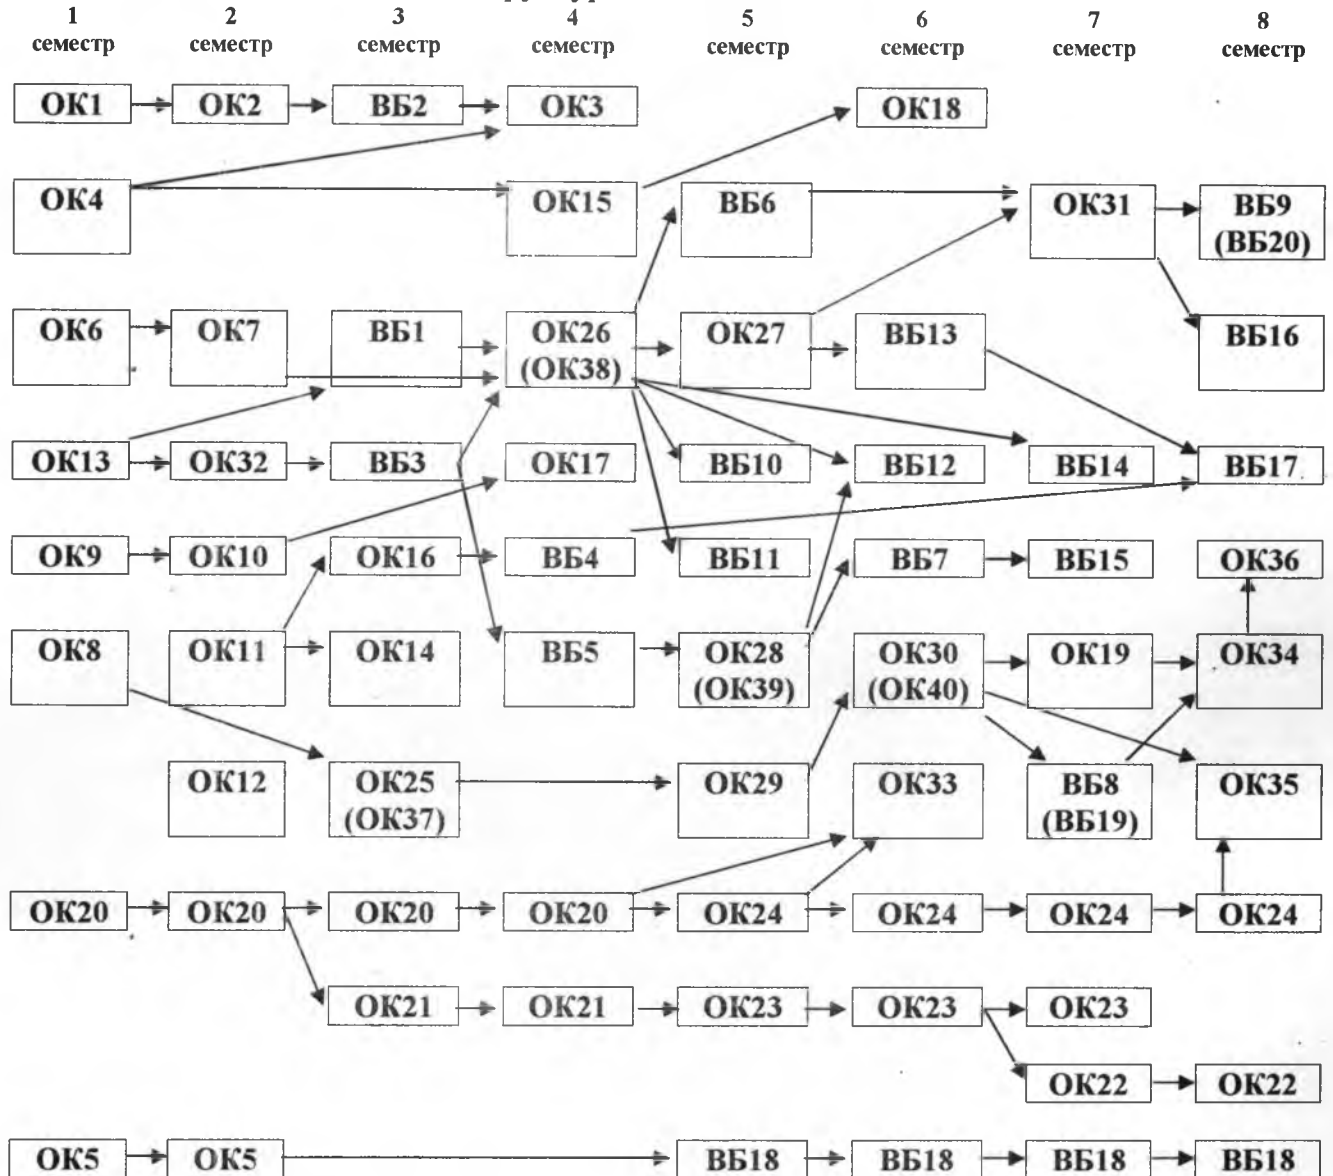 1 2 3 4 5 6 7 8
семестр семестр семестр семестр семестр семестр семестр семестр
ОК1 ОК2 ВБ2 ОК3 ОК18
ОК4 ОК15 ВБ6 ОК31 ВБ9
(ВБ20)
ОК6 ОК7 ВБ1 ОК26 ОК27 ВБ13 ВБ16
(ОК38)
ОК13 ОК32 ВБ3 ОК17 ВБ10 ВБ12 ВБ14 ВБ17
ОК9 ОК10 ОК16 ВБ4 ВБ11 ВБ7 ВБ15 ОК36
ОК8 ОК11 ОК14 ВБ5 ОК28 ОК30 ОК19 ОК34
(ОК39) (ОК40)
ОК12 ОК25 ОК29 ОК33 ВБ8 ОК35
(ОК37) (ВБ19)
ОК20 ОК20 ОК20 ОК20 ОК24 ОК24 ОК24 ОК24
ОК21 ОК21 ОК23 ОК23 ОК23
ОК22 ОК22
ОК5 ОК5 ВБ18 ВБ18 ВБ18 ВБ18